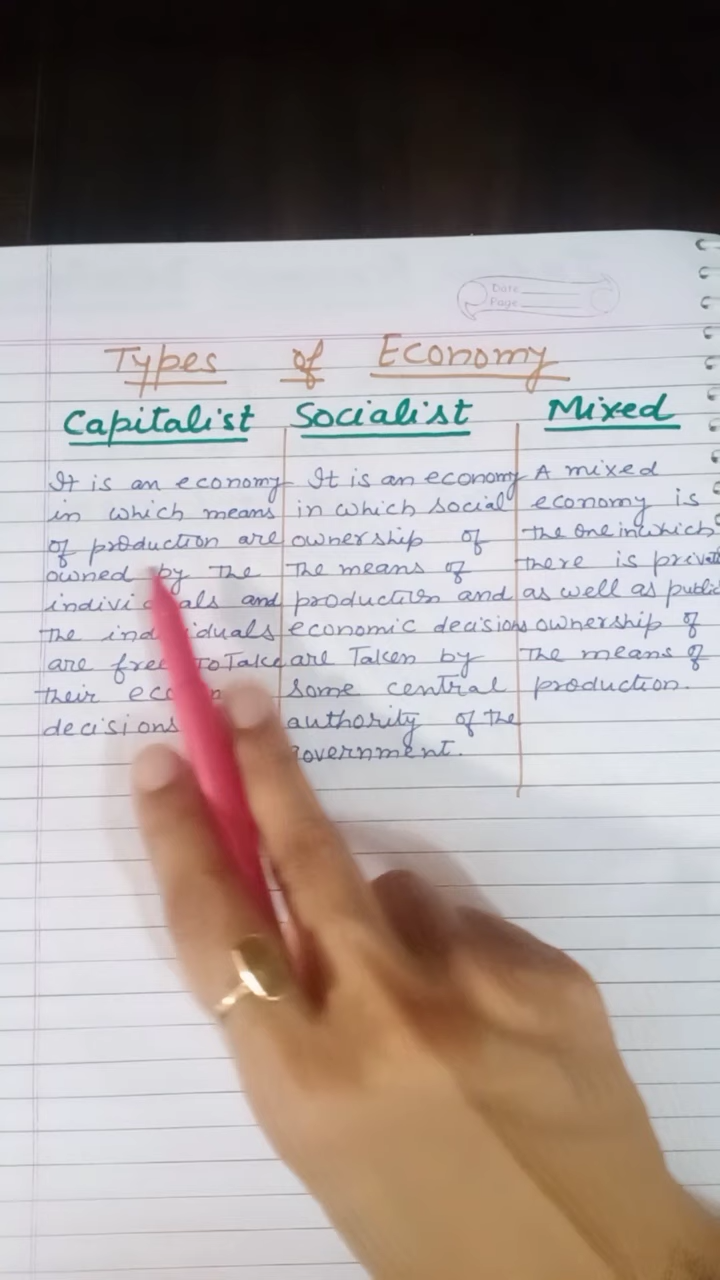 Date
Page
Types of Economy
Capitalist
It is an economy
in which means
of production are
owned by the
and
the individuals
are free to Take
their
decisions
Socialist
It is an economy
in which social
ownership of
the means of
production and
economic decisions
are Taken by
some central
authority of the
government.
Mixed
A mixed
economy is
the one in which
there is private
as well as public
ownership of
the means of
production.